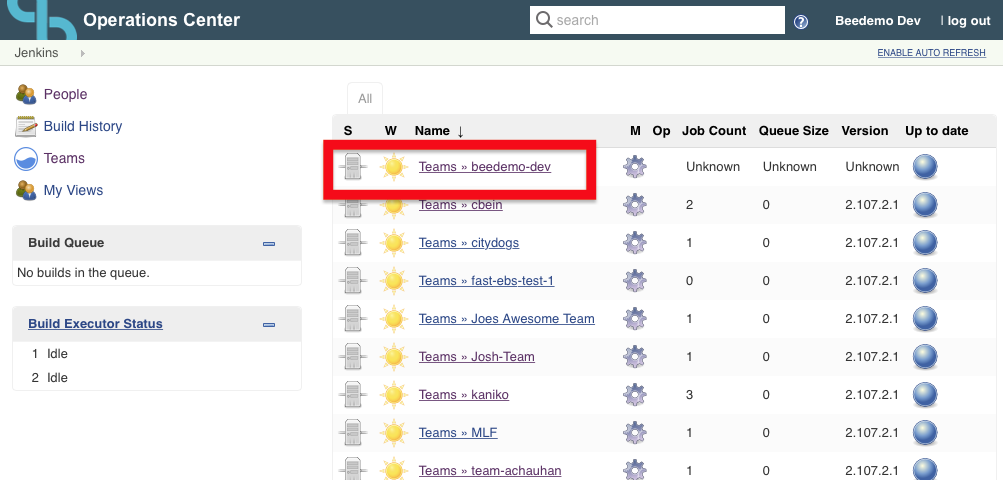 Operations Center
search
?
Beedemo Dev | log out
Jenkins
ENABLE AUTO REFRESH
People
Build History
Teams
My Views
Build Queue
No builds in the queue.
Build Executor Status
1 Idle
2 Idle
All
S W Name ↓ M Op Job Count Queue Size Version Up to date
Teams » beedemo-dev Unknown Unknown Unknown
Teams » cbein 2 0 2.107.2.1
Teams » citydogs 1 0 2.107.2.1
Teams » fast-ebs-test-1 0 0 2.107.2.1
Teams » Joes Awesome Team 1 0 2.107.2.1
Teams » Josh-Team 1 0 2.107.2.1
Teams » kaniko 3 0 2.107.2.1
Teams » MLF 1 0 2.107.2.1
Teams » team-achauhan 1 0 2.107.2.1